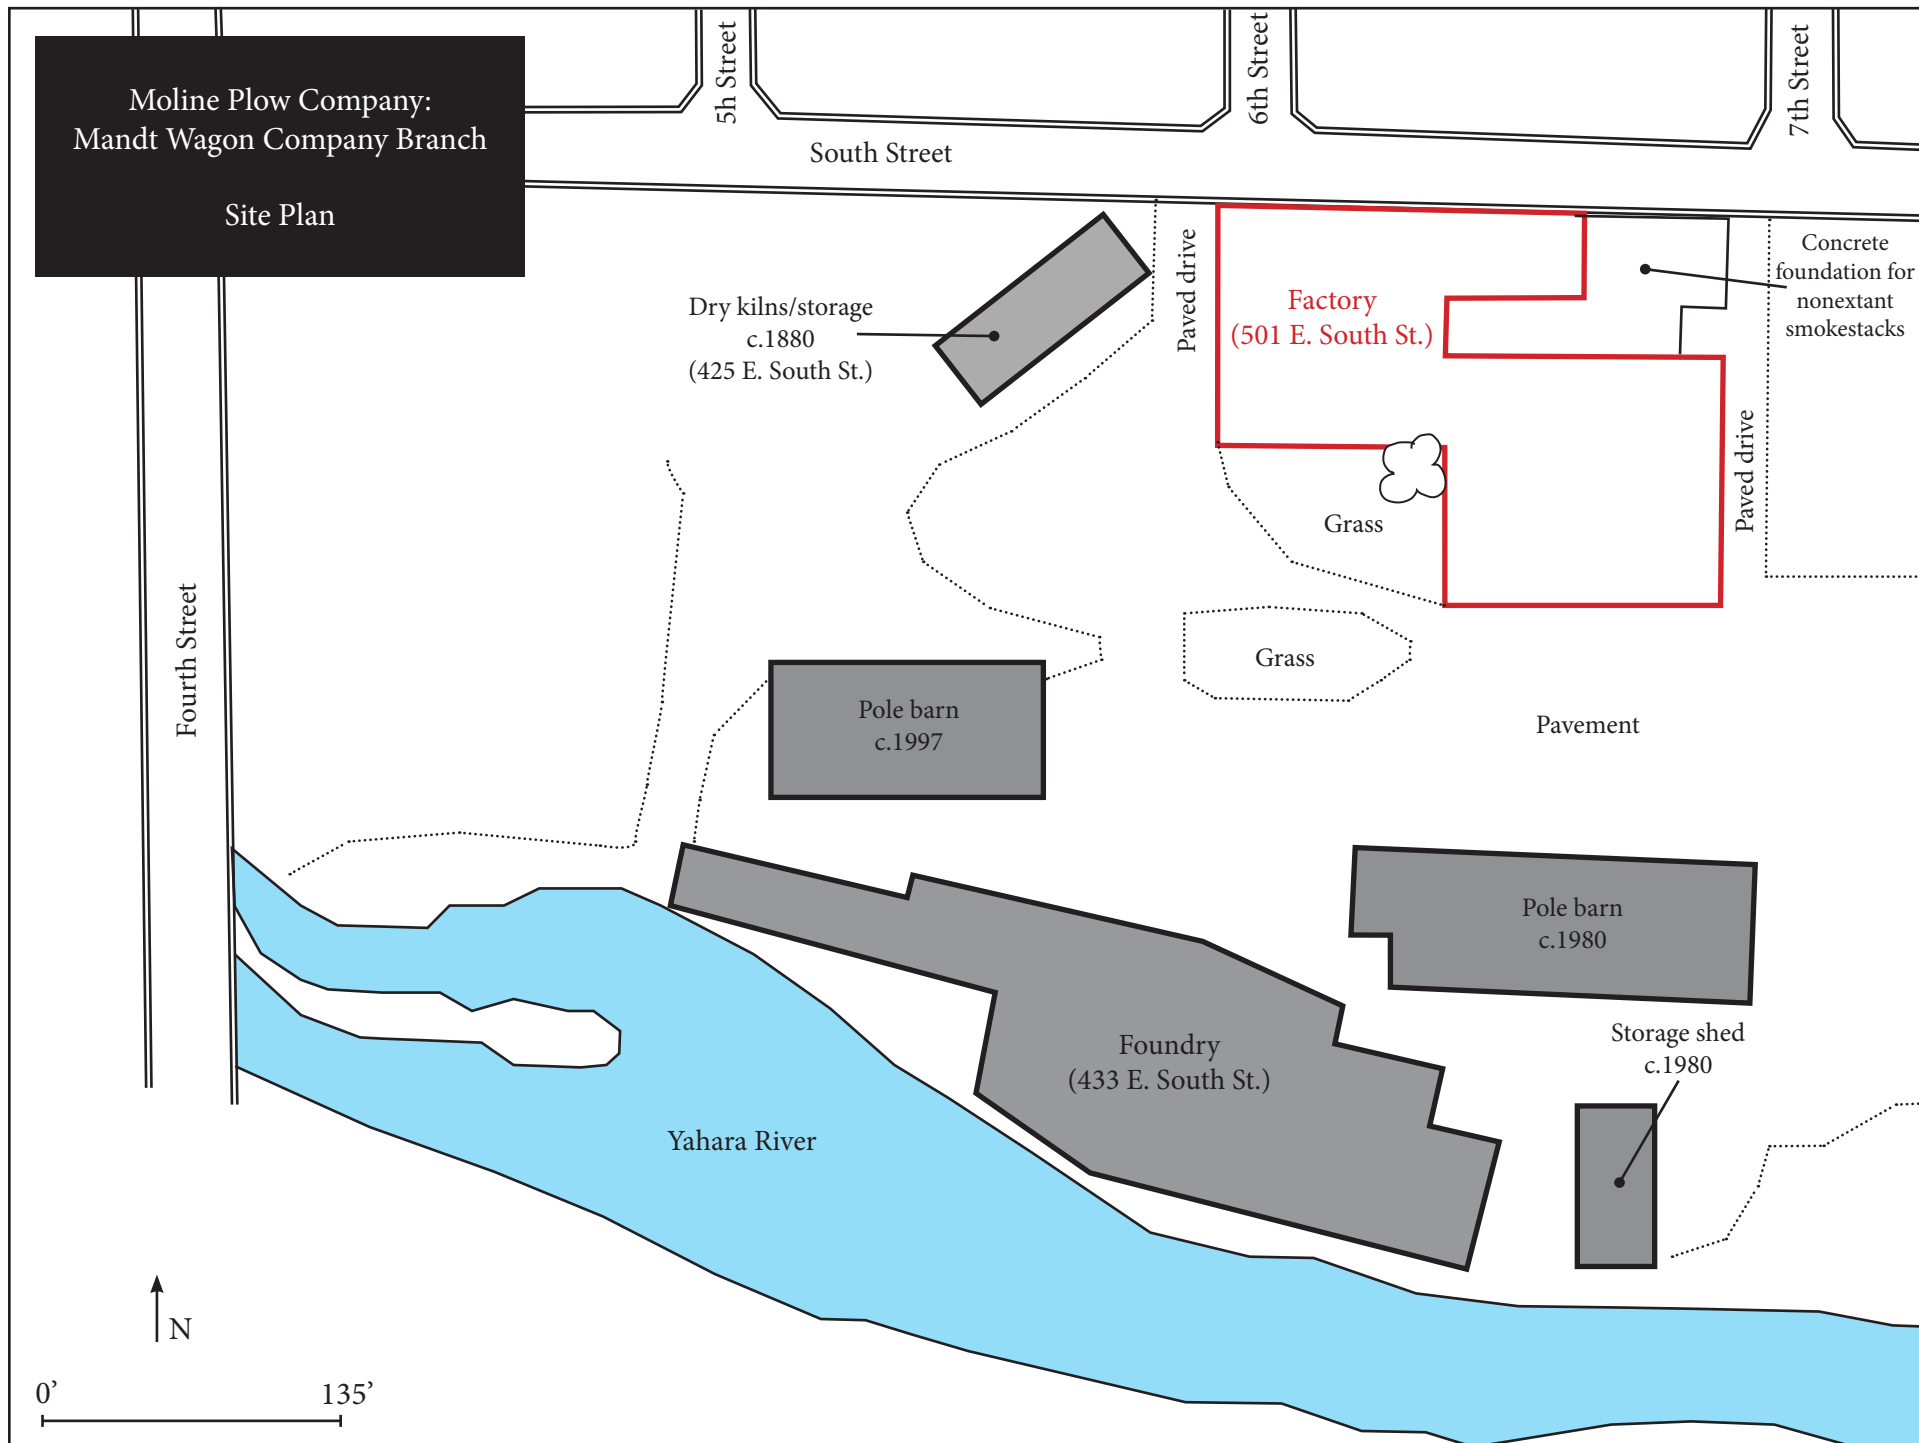 Moline Plow Company:
Mandt Wagon Company Branch
Site Plan
5h Street
6th Street
7th Street
South Street
Dry kilns/storage
c.1880
(425 E. South St.)
Paved drive
Factory
(501 E. South St.)
Concrete
foundation for
nonextant
smokestacks
Paved drive
Grass
Grass
Fourth Street
Pole barn
c.1997
Pavement
Pole barn
c.1980
Storage shed
c.1980
Foundry
(433 E. South St.)
Yahara River
N
0’
135’